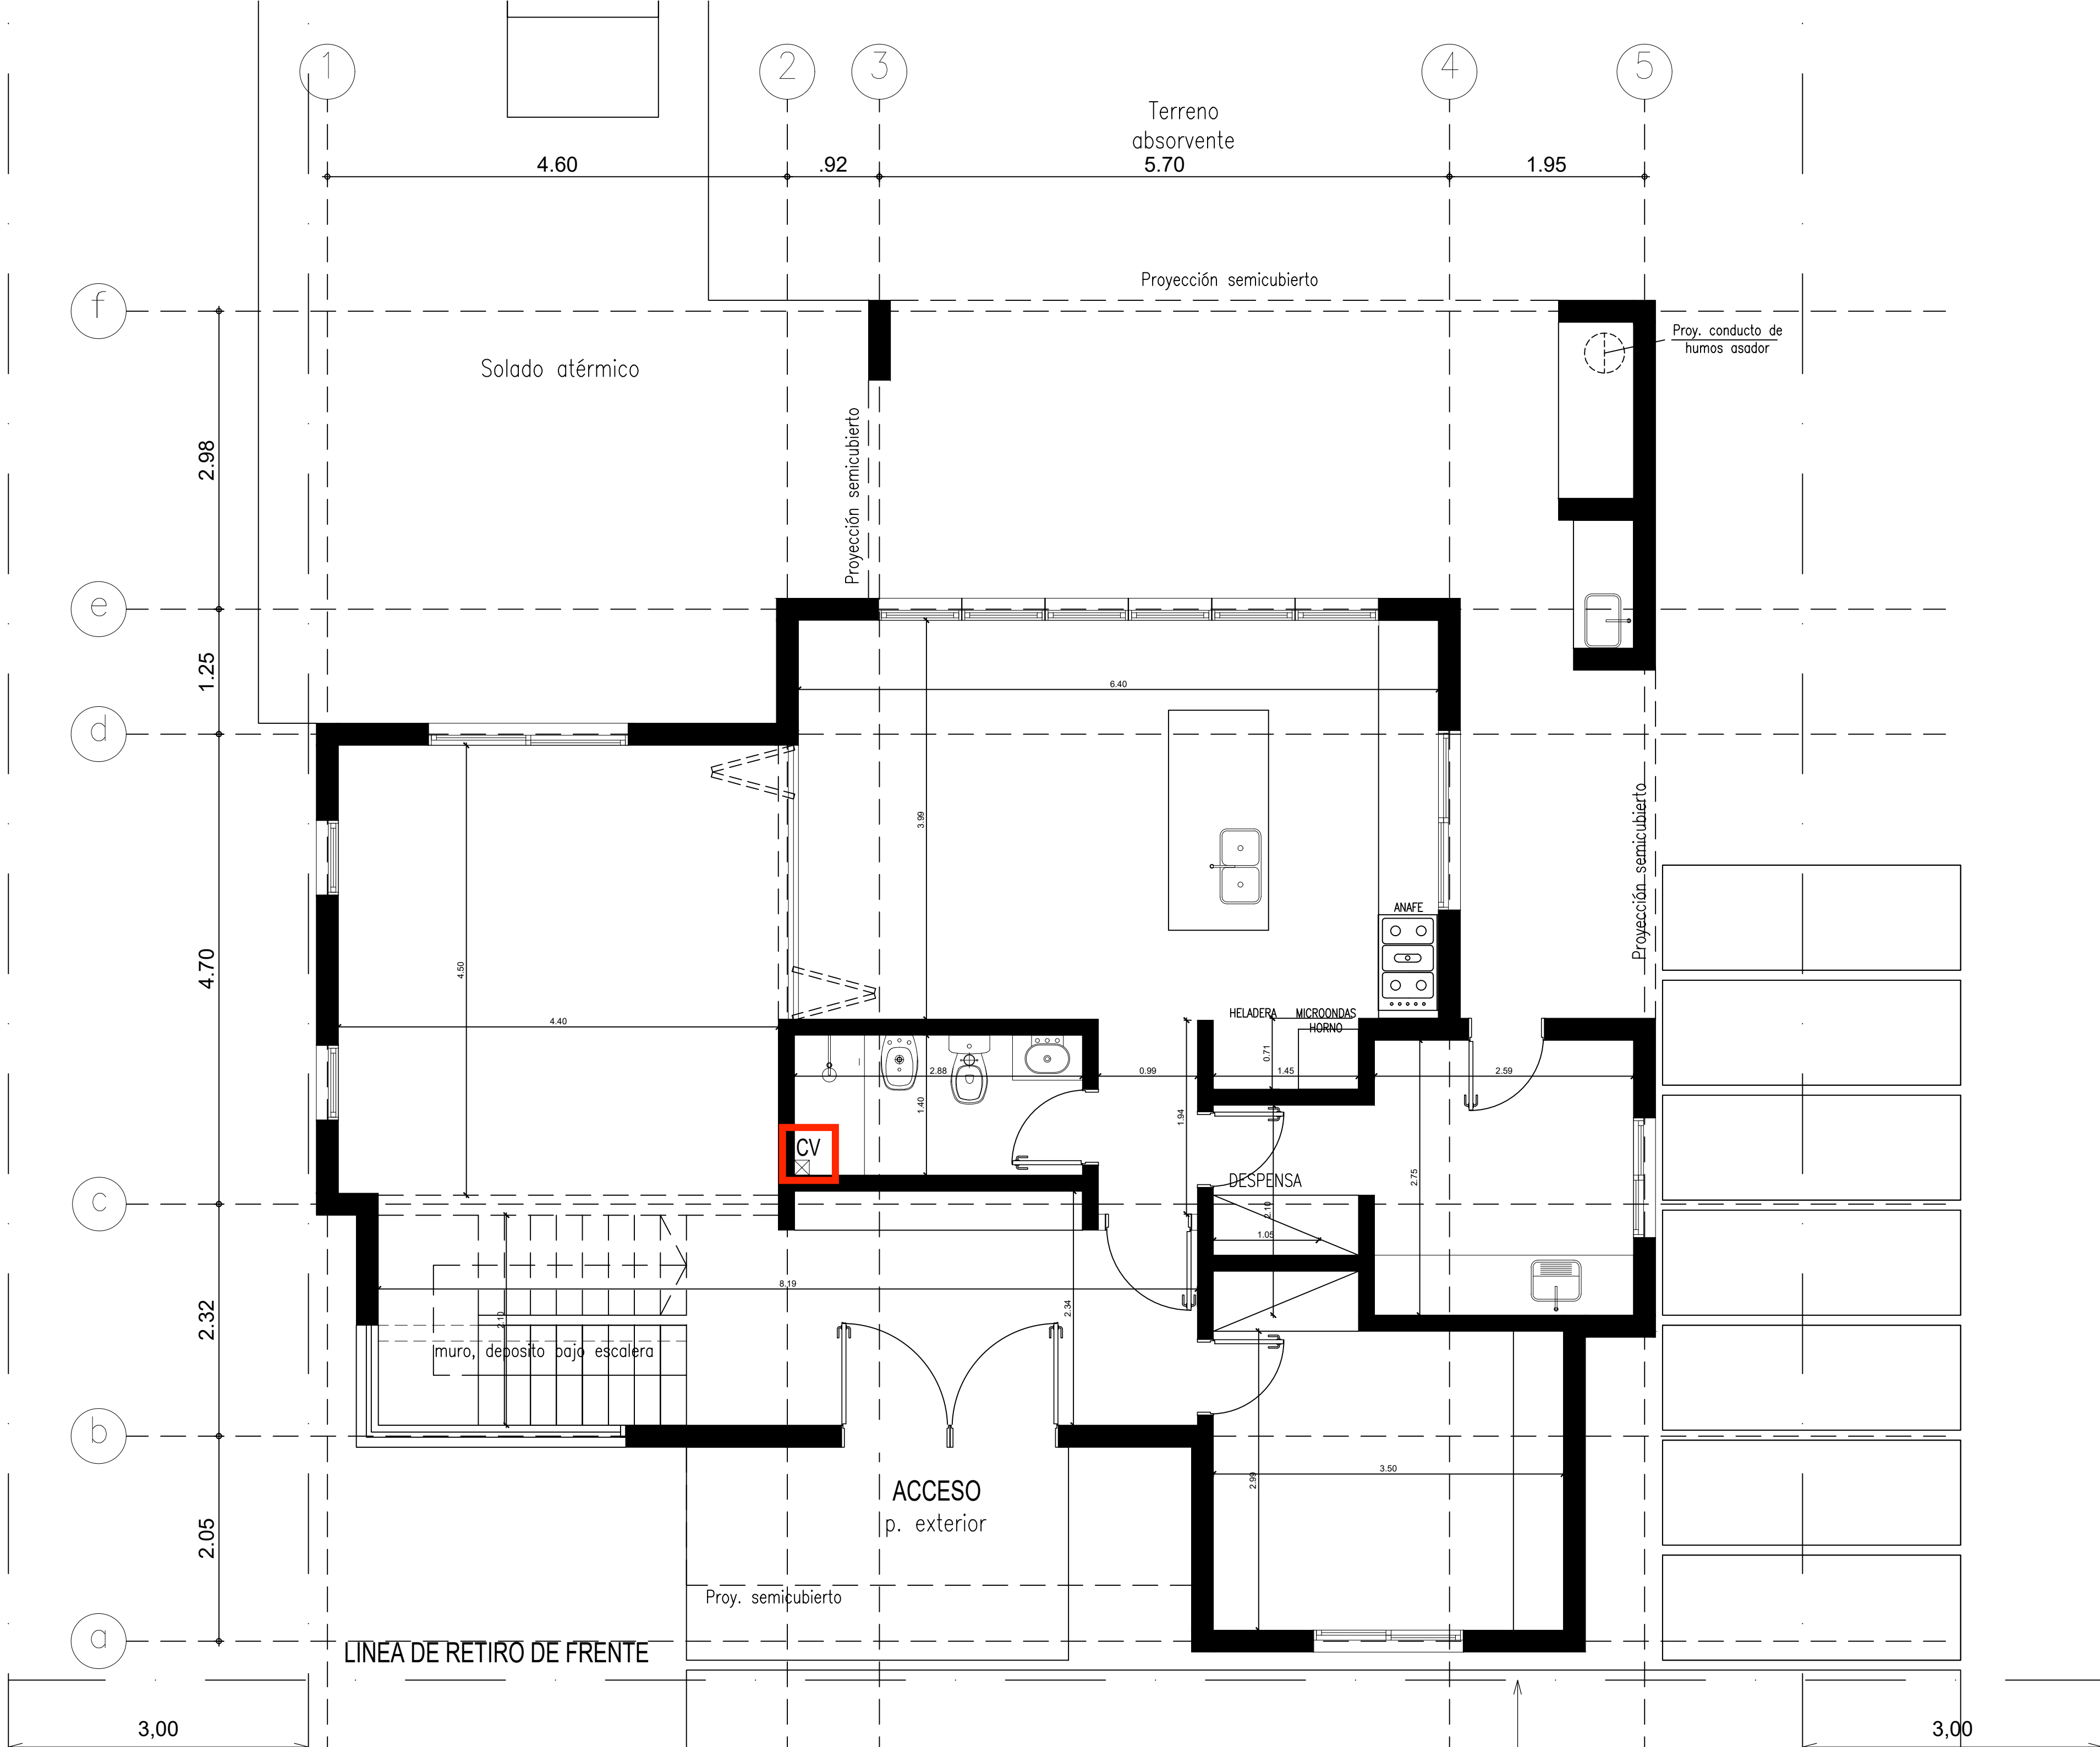 1
2
3
4
5
Terreno
absorvente
4.60
.92
5.70
1.95
Proyección semicubierto
f
Proy. conducto de
humos asador
Solado atérmico
2.98
Proyección semicubierto
e
1.25
6.40
d
3.99
Proyección semicubierto
ANAFE
4.70
4.50
4.40
HELADERA
MICROONDAS
HORNO
0.71
2.88
0.99
1.45
2.59
1.40
1.94
CV
DESPENSA
2.75
c
2.10
1.05
8.19
2.34
2.32
2.10
muro, deposito bajo escalera
b
3.50
2.99
ACCESO
p. exterior
2.05
Proy. semicubierto
a
LINEA DE RETIRO DE FRENTE
3,00
3,00